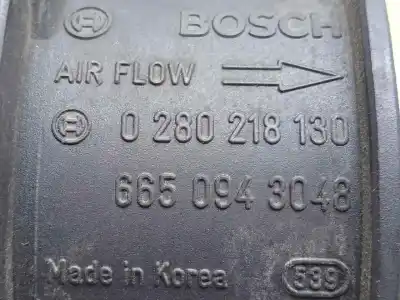 BOSCH
AIR FLOW
0 280 218 130
665 094 3048
Made in Korea 539